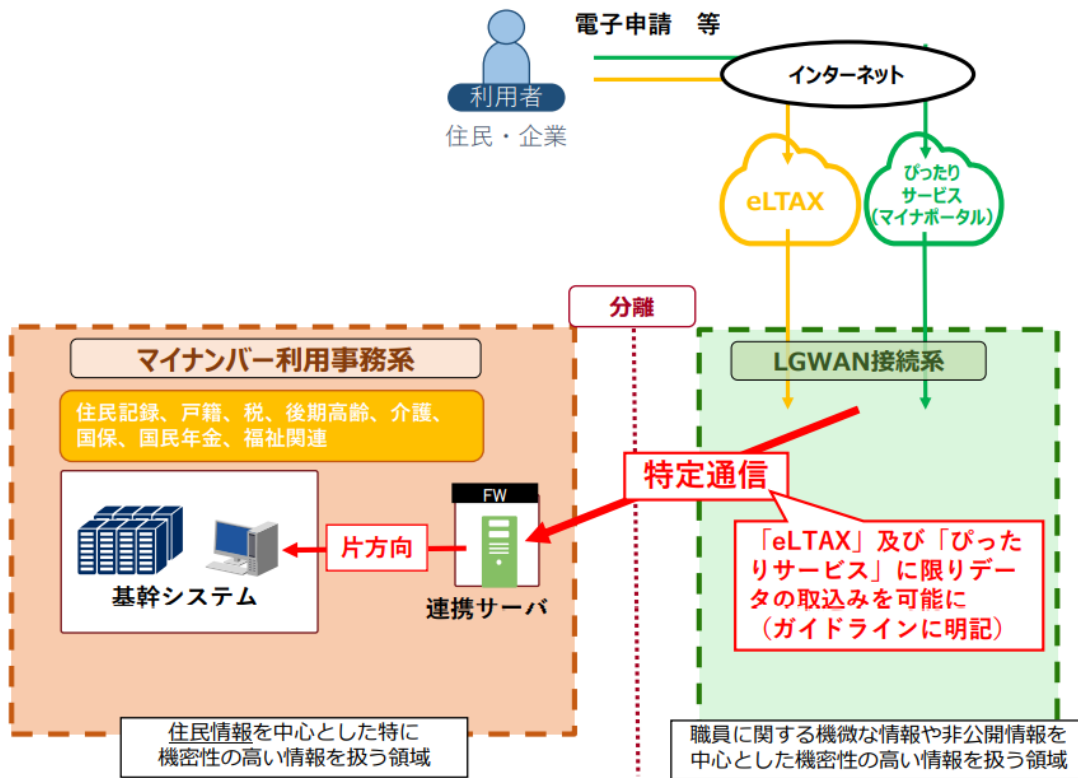 電子申請　等
インターネット
利用者
住民・企業
eLTAX
ぴったり
サービス
（マイナポータル）
分離
マイナンバー利用事務系
LGWAN接続系
住民記録、戸籍、税、後期高齢、介護、
国保、国民年金、福祉関連
特定通信
FW
片方向
基幹システム
連携サーバ
「eLTAX」及び「ぴった
りサービス」に限りデー
タの取込みを可能に
（ガイドラインに明記）
住民情報を中心とした特に
機密性の高い情報を扱う領域
職員に関する機微な情報や非公開情報を
中心とした機密性の高い情報を扱う領域